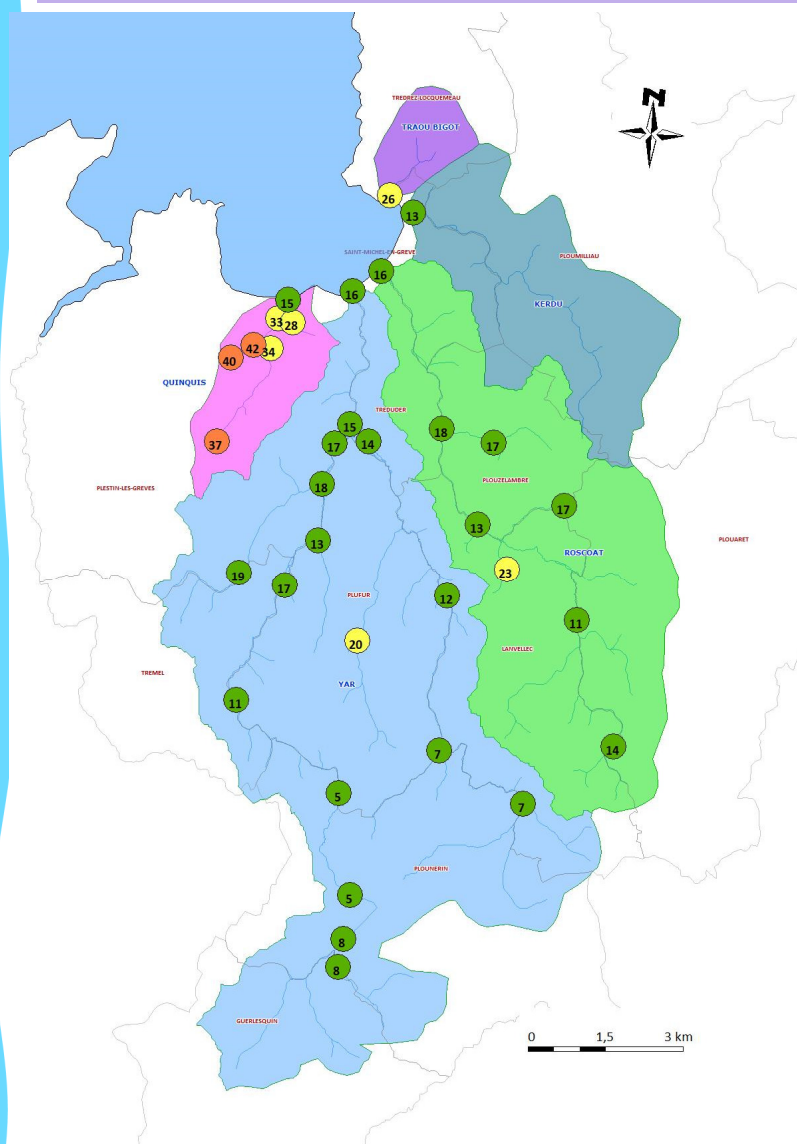 TREDREZ-LOCQUEMEAU
N
TRAOU BIGOT
26
13
SAINT-MICHEL-EN-GREVE
PLOUMILLIAU
16
16
15
KERDU
33
28
42
34
40
QUINQUIS
TREDUDER
15
18
17
14
17
37
18
PLOUZELAMBRE
PLESTIN-LES-GREVES
17
13
13
PLOUARET
ROSCOAT
19
23
17
PLUFUR
12
11
20
LANVELLEC
TREMEL
YAR
11
14
7
5
7
PLOUNERIN
5
8
8
GUERLESQUIN
0 1,5 3 km